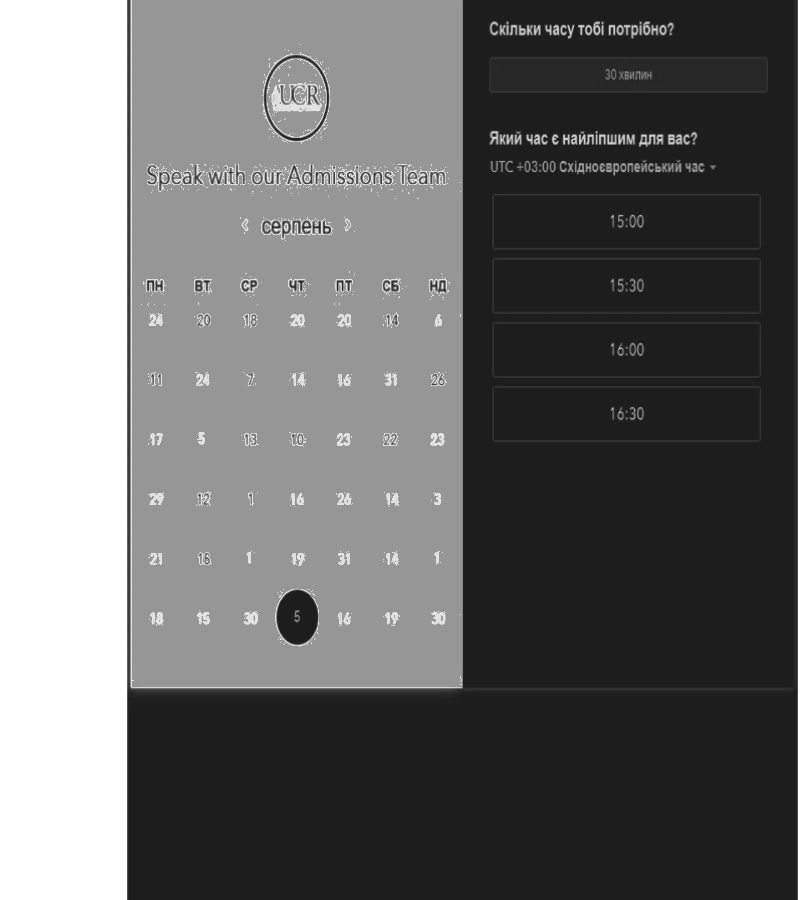 UCR
Speak with our Admissions Team
‹ серпень ›
ПН ВТ СР ЧТ ПТ СБ НД
24 20 18 20 20 14 6
11 24 7 14 16 31 26
17 5 13 10 23 22 23
29 12 1 16 26 14 3
21 15 1 19 31 14 1
18 15 30 5 16 19 30
Скільки часу тобі потрібно?
30 хвилин
Який час є найліпшим для вас?
UTC +03:00 Східноєвропейський час
15:00
15:30
16:00
16:30